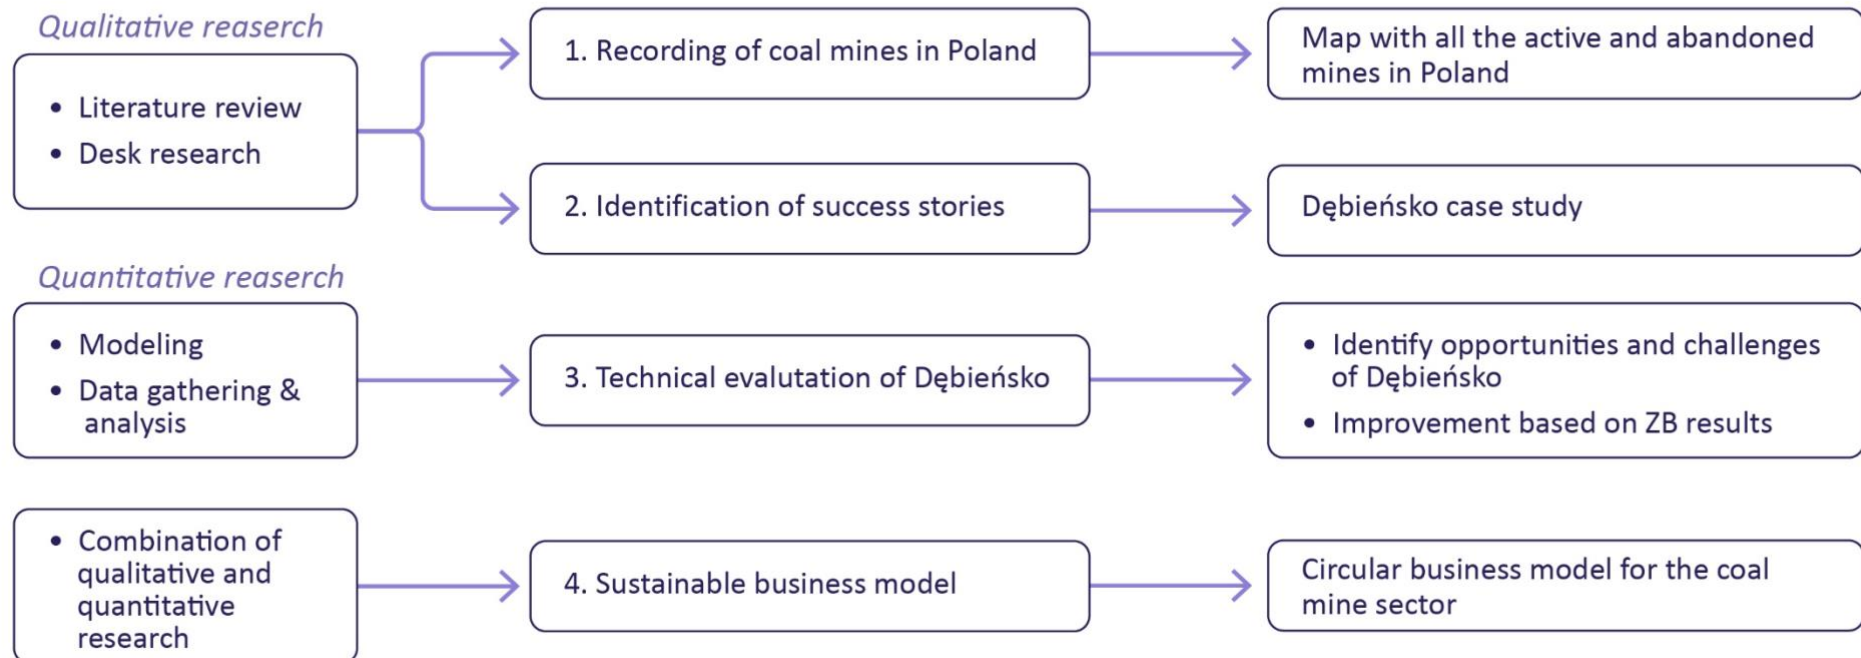 Qualitative reaserch
• Literature review
• Desk research
1. Recording of coal mines in Poland
Map with all the active and abandoned
mines in Poland
2. Identification of success stories
Dębieńsko case study
Quantitative reaserch
• Modeling
• Data gathering &
analysis
3. Technical evalutation of Dębieńsko
• Identify opportunities and challenges
of Dębieńsko
• Improvement based on ZB results
• Combination of
qualitative and
quantitative
research
4. Sustainable business model
Circular business model for the coal
mine sector